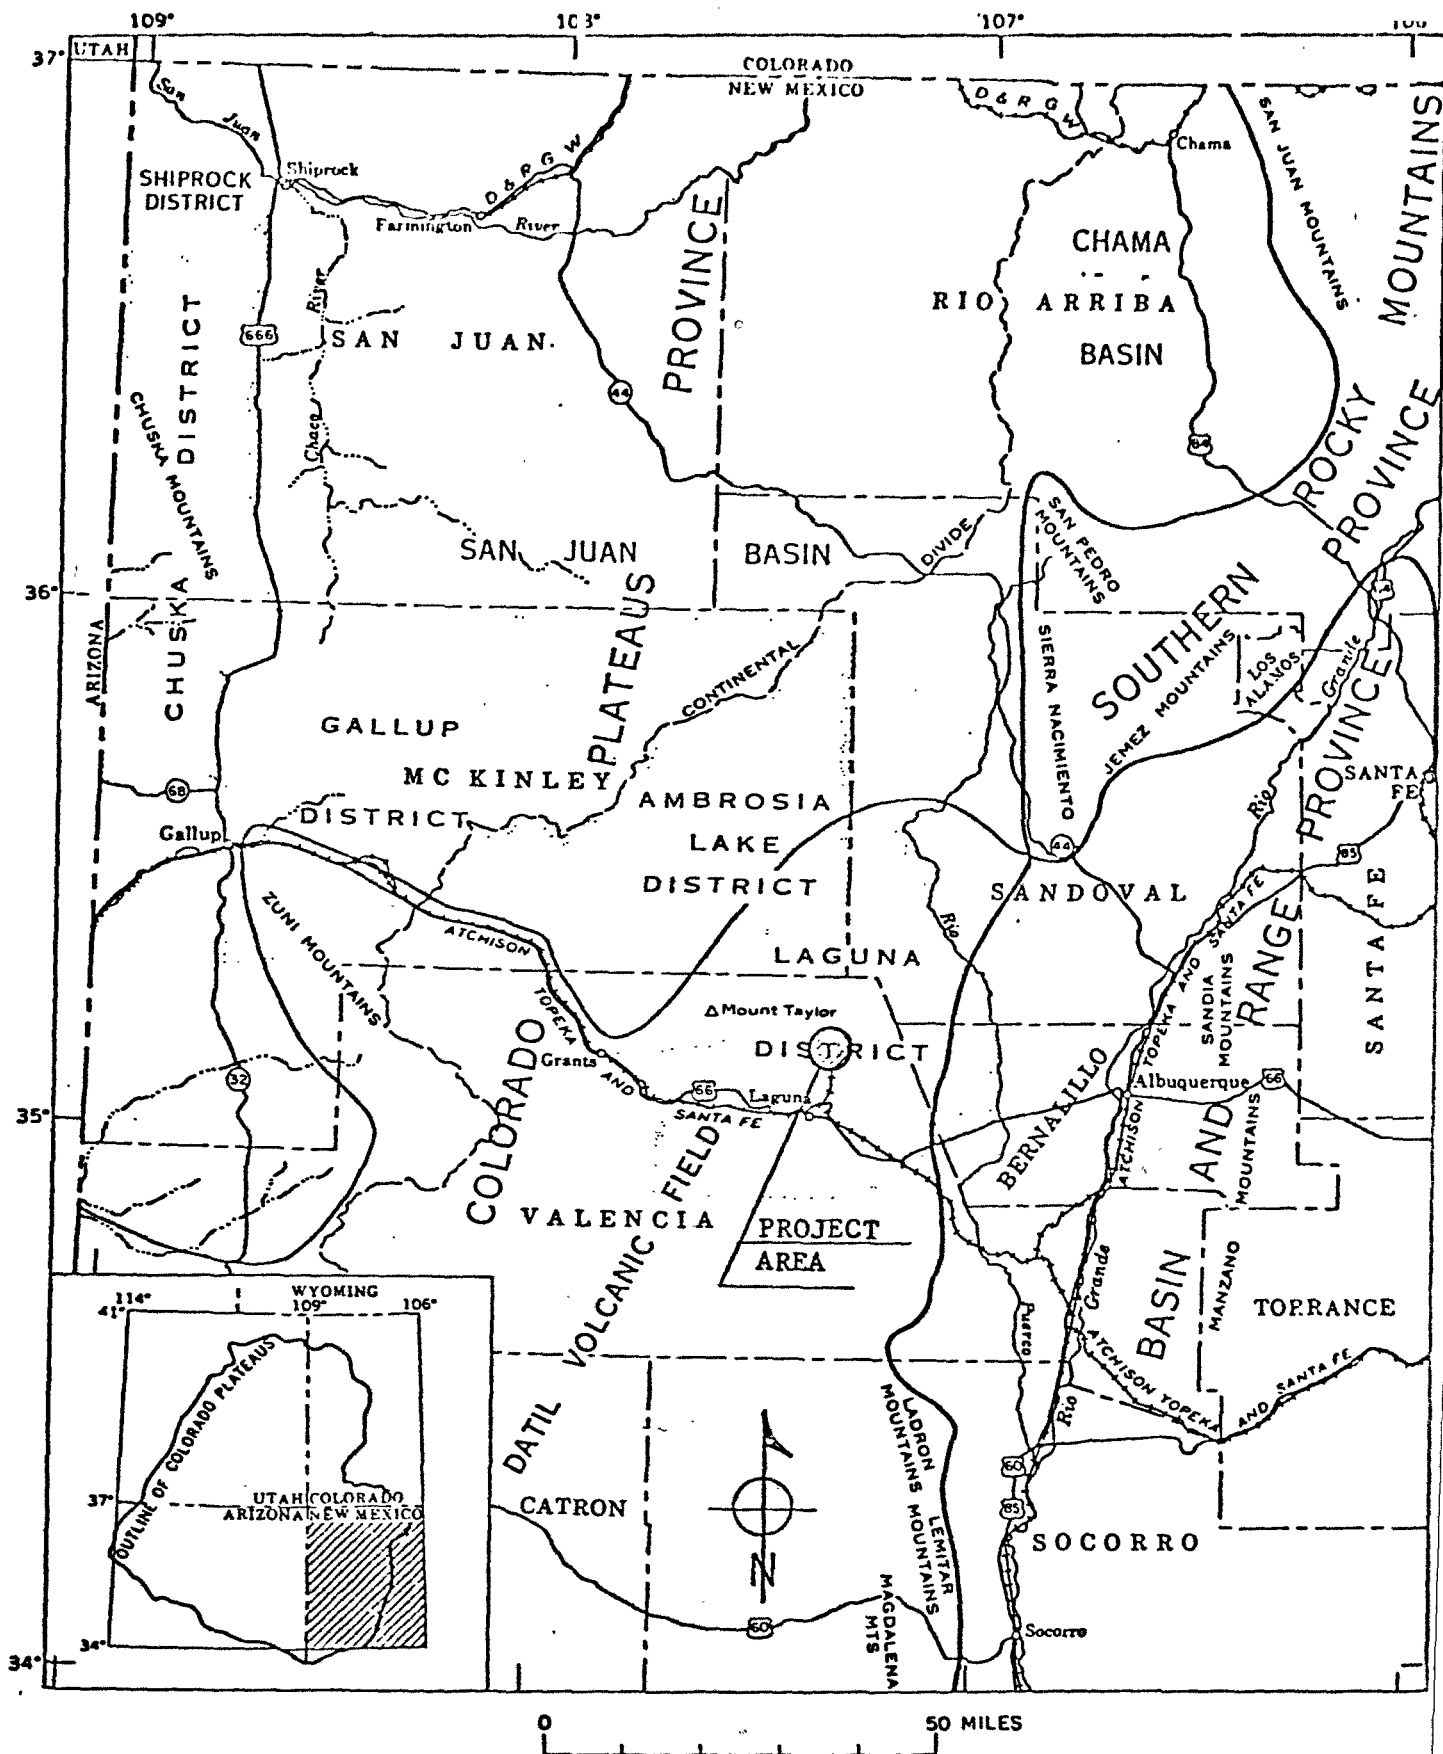 109°
108°
107°
106
37°
UTAH
COLORADO
NEW MEXICO
San
Juan
SHIPROCK
DISTRICT
Shiprock
Farmington
River
D & R G W
D & R G W
Chama
SAN JUAN MOUNTAINS
ROCKY MOUNTAINS
PROVINCE
CHAMA
RIO ARRIBA
BASIN
PROVINCE
666
River
SAN JUAN
44
Chaco
CHUSKA MOUNTAINS
CHUSKA DISTRICT
84
SAN JUAN
BASIN
DIVIDE
SAN PEDRO
MOUNTAINS
36°
ARIZONA
CONTINENTAL
SIERRA NACIMIENTO
SOUTHERN
JEMEZ MOUNTAINS
LOS
ALAMOS
Grande
Rio
PROVINCE
SANTA
FE
GALLUP
DISTRICT
MC KINLEY
PLATEAUS
AMBROSIA
LAKE
DISTRICT
68
Gallup
44
85
SANDOVAL
SANTA FE
ZUNI MOUNTAINS
ATCHISON
TOPEKA
AND
SANTA FE
Rio
LAGUNA
DISTRICT
Mount Taylor
Grants
66
Laguna
32
COLORADO
35°
BERNALILLO
ATCHISON
TOPEKA AND
SANTA FE
SANDIA
MOUNTAINS
RANGE
Albuquerque
66
AND
MANZANO
MOUNTAINS
BASIN
VALENCIA
PROJECT
AREA
DATIL VOLCANIC FIELD
Grande
Rio
Puerco
TORRANCE
ATCHISON TOPEKA
AND
SANTA FE
LADRON
MOUNTAINS
LEMITAR
MOUNTAINS
MAGDALENA
MTS
CATRON
N
60
60
85
SOCORRO
Socorro
34°
114°
41°
WYOMING
109°
106°
OUTLINE OF COLORADO PLATEAUS
37°
UTAH
COLORADO
ARIZONA
NEW MEXICO
34°
0
50 MILES